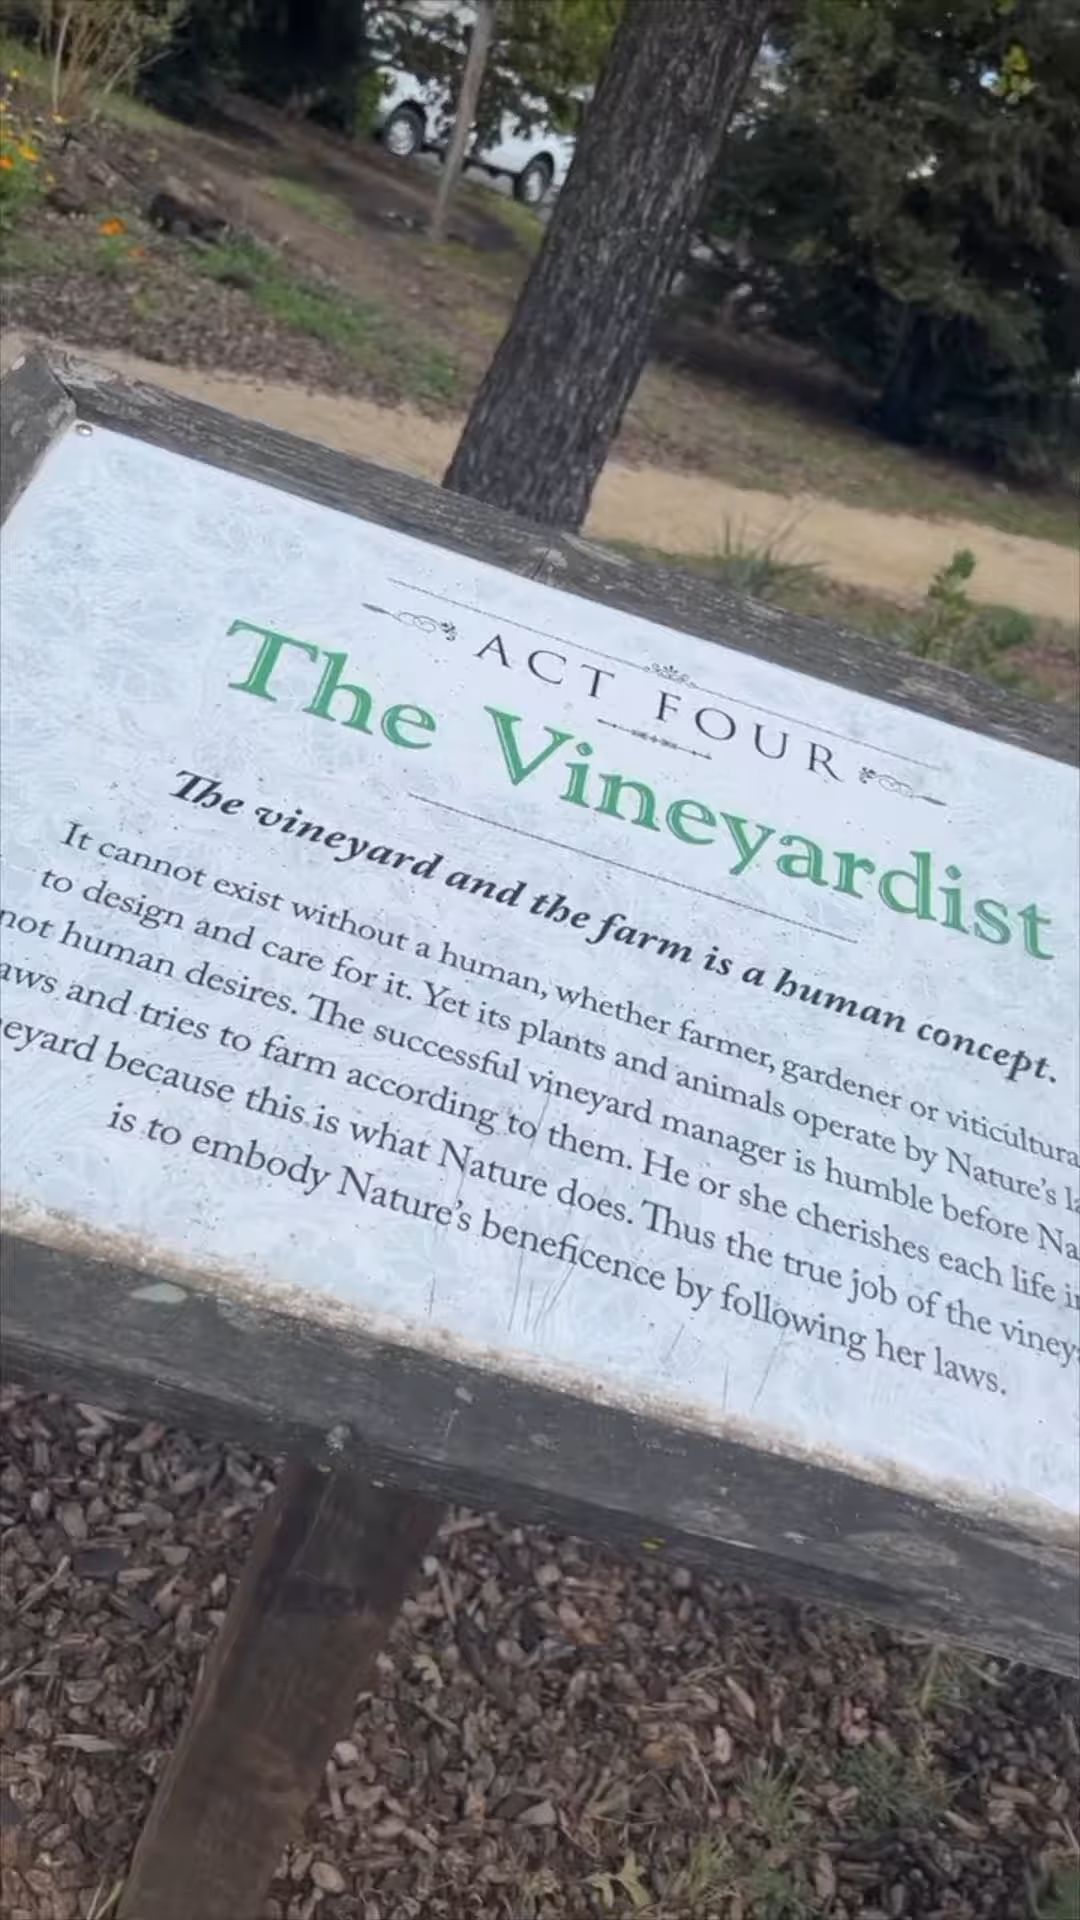 ACT FOUR
The Vineyardist
The vineyard and the farm is a human concept.
It cannot exist without a human, whether farmer, gardener or
to design and care for it. Yet its plants and animals operate by Nature's
not human desires. The successful vineyard manager is humble before
and tries to farm according to them. He or she cherishes each life
because this is what Nature does. Thus the true job of the
is to embody Nature's beneficence by following her laws.